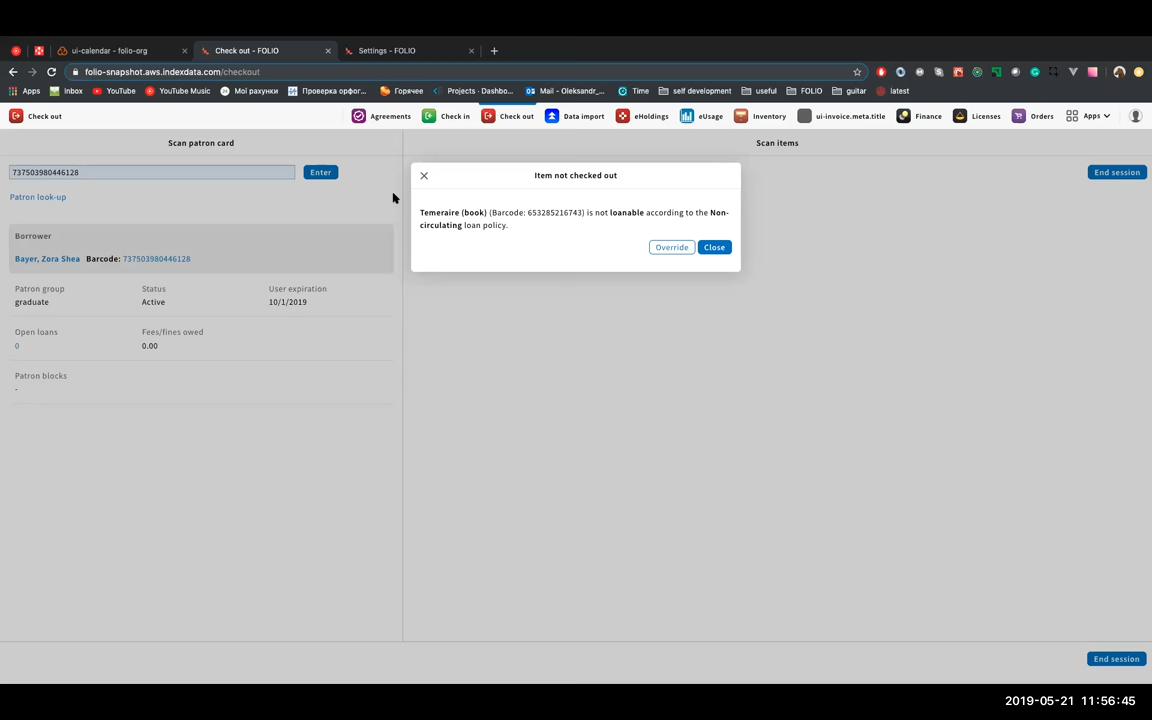 ui-calendar - folio-org
Check out - FOLIO
Settings - FOLIO
folio-snapshot.aws.indexdata.com/checkout
Apps Inbox YouTube YouTube Music Мої рахунки Проверка орфог... Горячее Projects · Dashbo... Mail - Oleksandr_... Time self development useful FOLIO guitar latest
Check out Agreements Check in Check out Data import eHoldings eUsage Inventory ui-invoice.meta.title Finance Licenses Orders Apps
Scan patron card
Scan items
737503980446128 Enter
End session
Patron look-up
Borrower
Bayer, Zora Shea Barcode: 737503980446128
Patron group Status User expiration
graduate Active 10/1/2019
Open loans Fees/fines owed
0 0.00
Patron blocks
-
Item not checked out
Temeraire (book) (Barcode: 653285216743) is not loanable according to the Non-
circulating loan policy.
Override Close
End session
2019-05-21 11:56:45